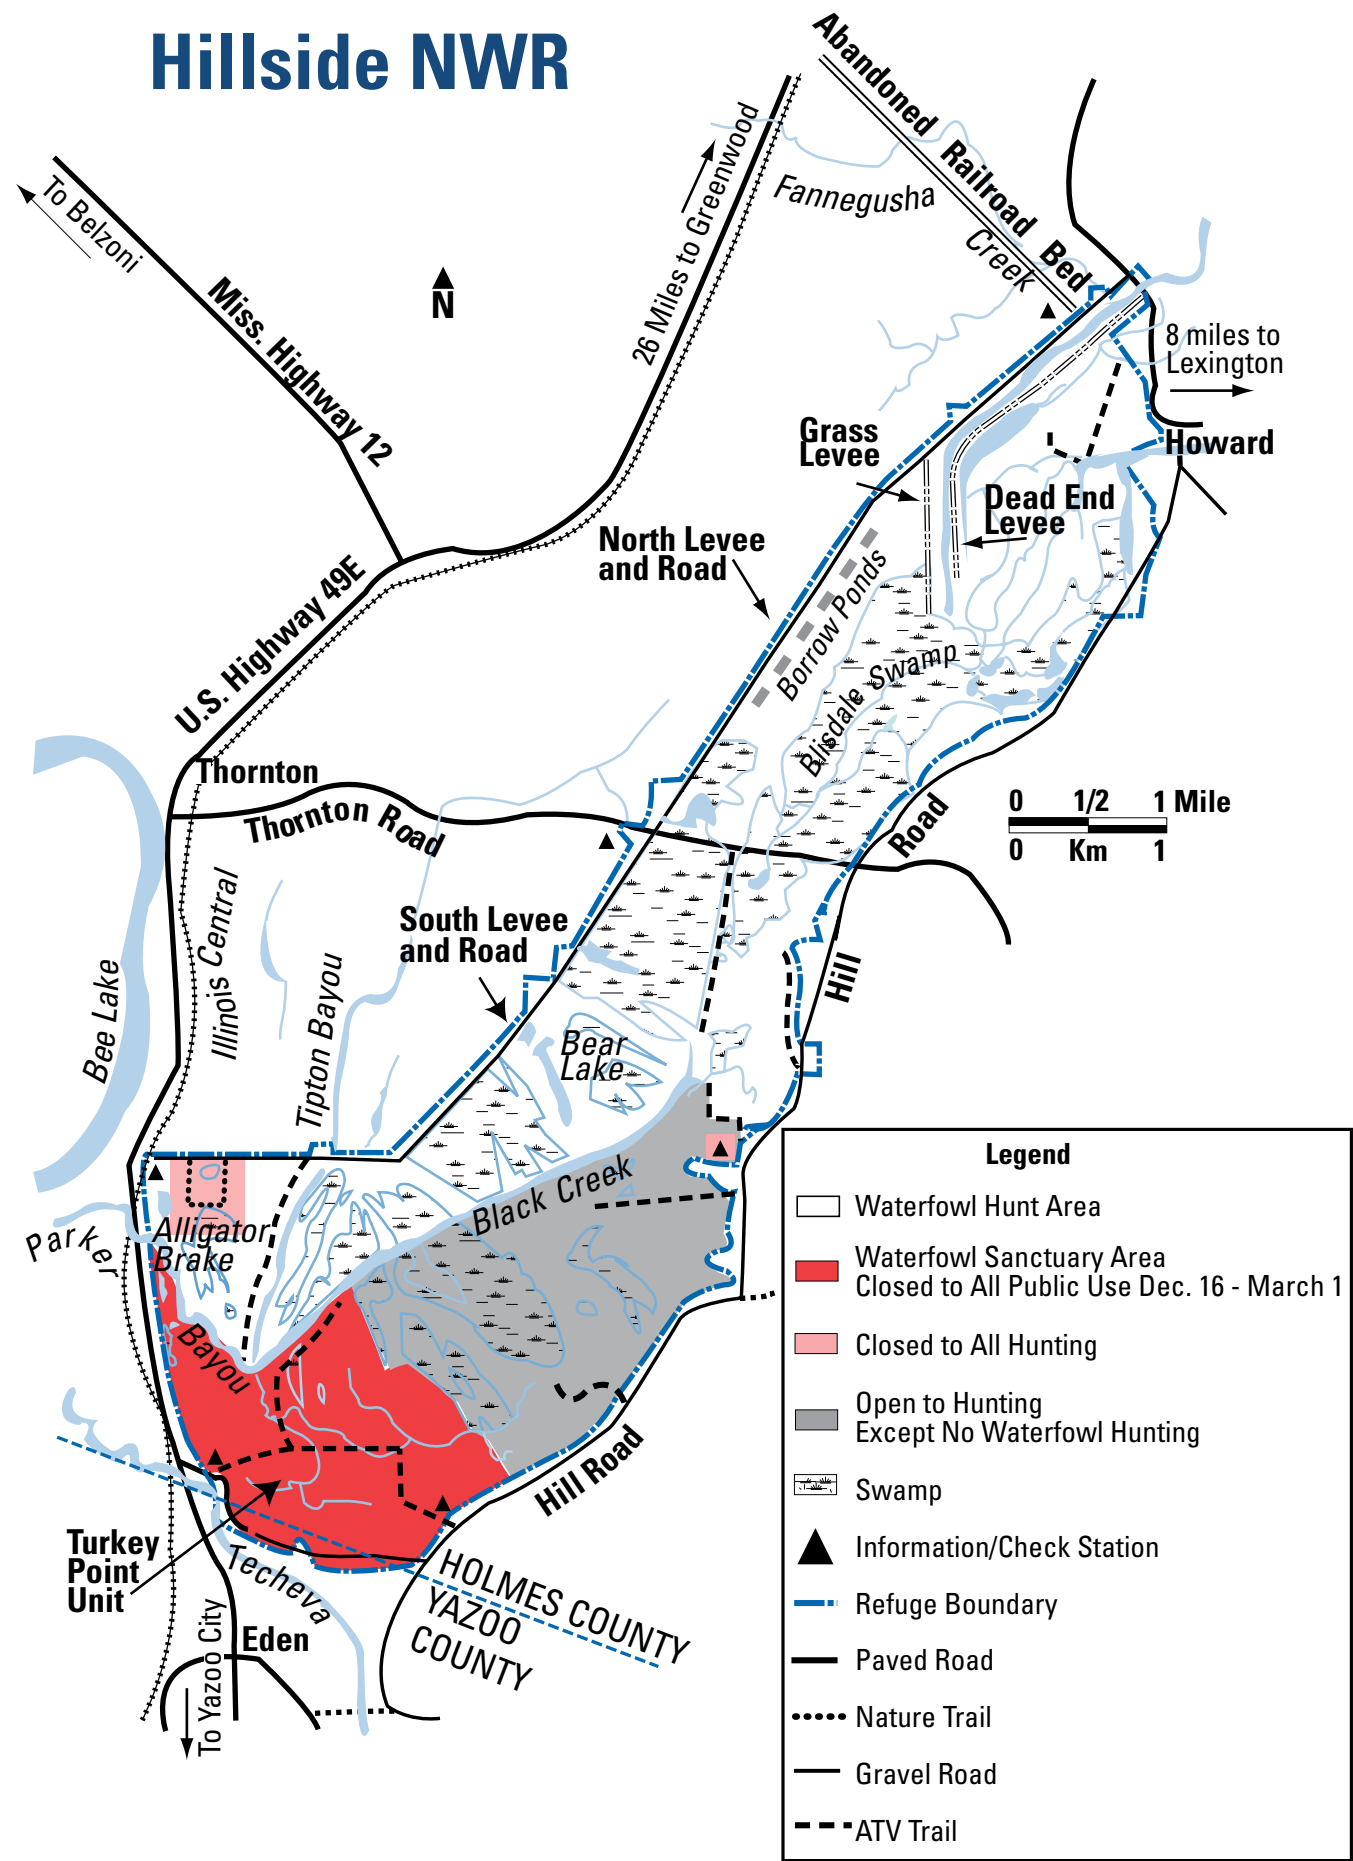 Hillside NWR
Abandoned Railroad Bed
To Belzoni
Miss. Highway 12
N
26 Miles to Greenwood
Fannegusha
Creek
8 miles to
Lexington
Howard
Grass
Levee
Dead End
Levee
North Levee
and Road
Borrow Ponds
Blisdale Swamp
U.S. Highway 49E
Thornton
Thornton Road
0 1/2 1 Mile
0 Km 1
Hill Road
South Levee
and Road
Bee Lake
Illinois Central
Tipton Bayou
Bear
Lake
Black Creek
Alligator
Brake
Parker
Bayou
Hill Road
Turkey
Point
Unit
Techeva
HOLMES COUNTY
YAZOO
COUNTY
Eden
To Yazoo City
Legend
Waterfowl Hunt Area
Waterfowl Sanctuary Area
Closed to All Public Use Dec. 16 - March 1
Closed to All Hunting
Open to Hunting
Except No Waterfowl Hunting
Swamp
Information/Check Station
Refuge Boundary
Paved Road
Nature Trail
Gravel Road
ATV Trail